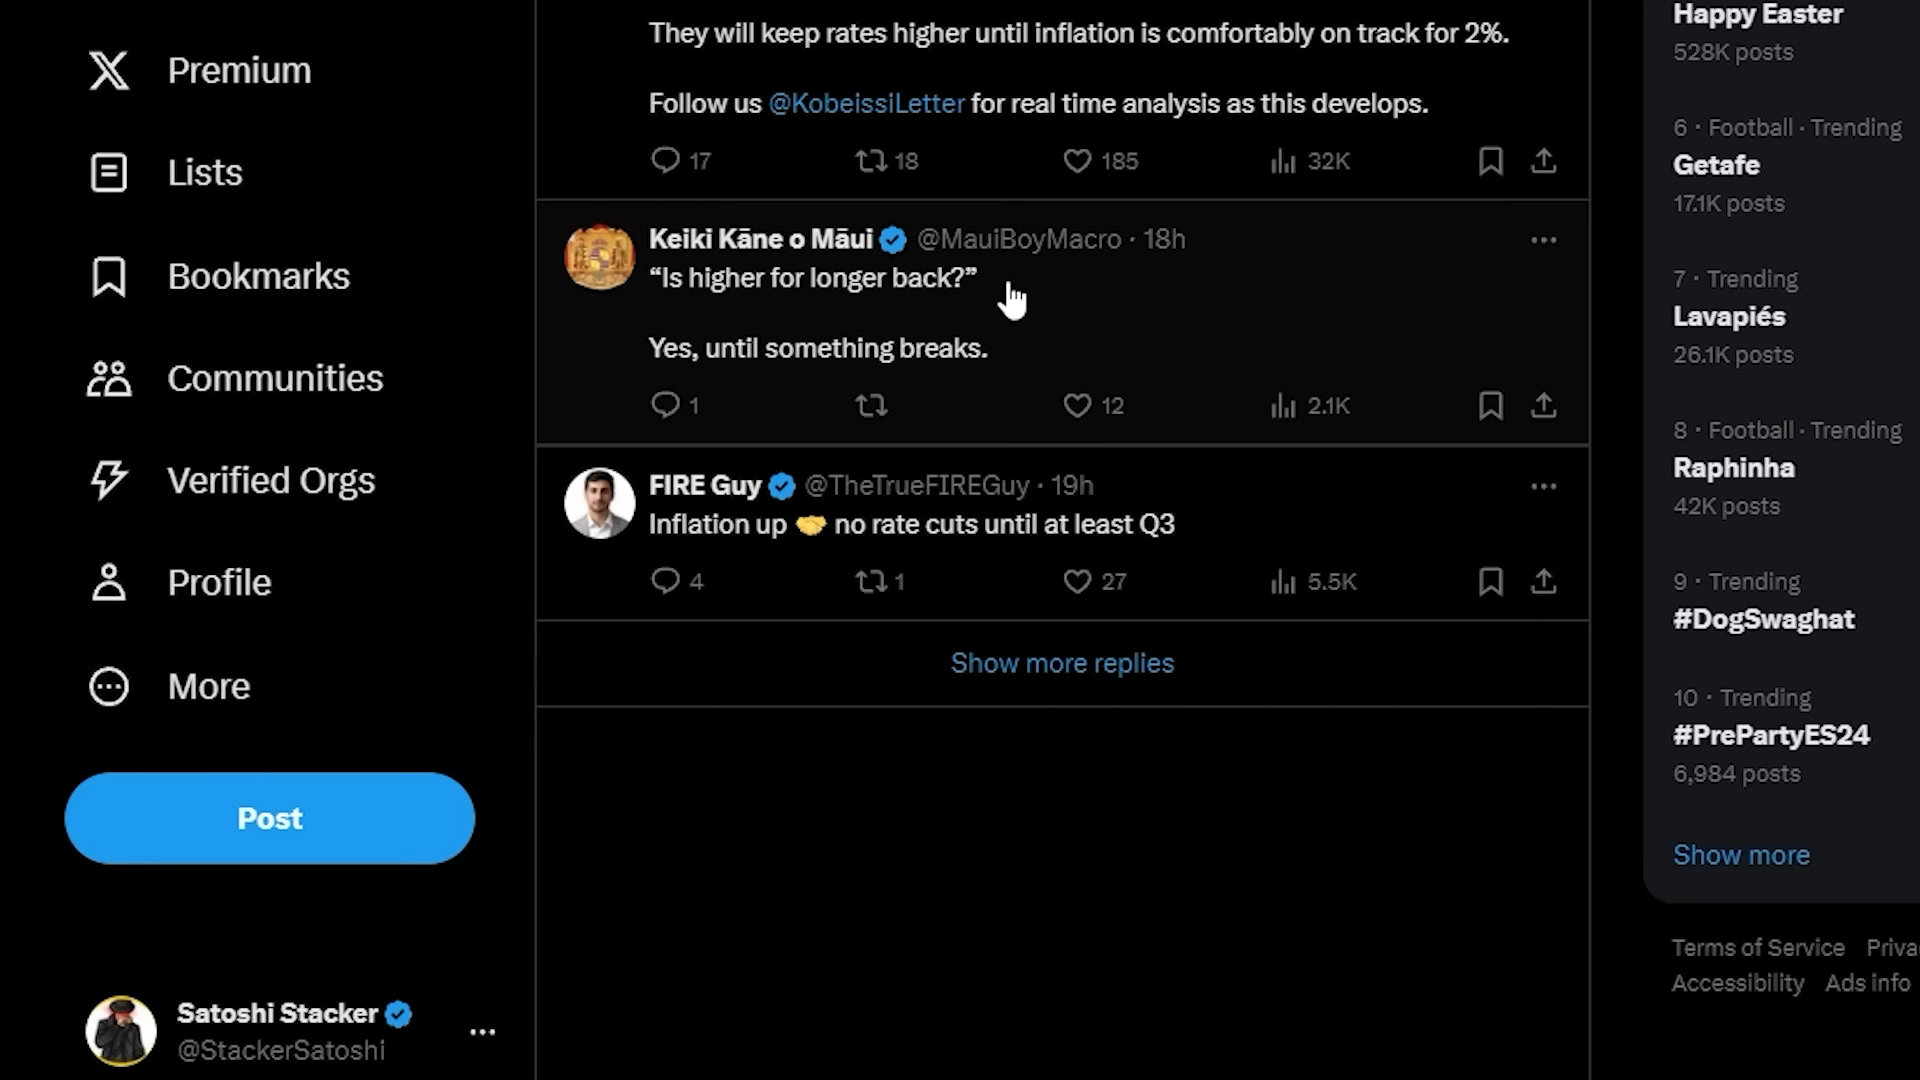 Premium
Lists
Bookmarks
Communities
Verified Orgs
Profile
More
Post
Satoshi Stacker
@StackerSatoshi
They will keep rates higher until inflation is comfortably on track for 2%.
Follow us @KobeissiLetter for real time analysis as this develops.
17 18 185 32K
Keiki Kāne o Māui @MauiBoyMacro · 18h
“Is higher for longer back?”
Yes, until something breaks.
1 12 2.1K
FIRE Guy @TheTrueFIREGuy · 19h
Inflation up 🤝 no rate cuts until at least Q3
4 1 27 5.5K
Show more replies
Happy Easter
528K posts
6 · Football · Trending
Getafe
17.1K posts
7 · Trending
Lavapiés
26.1K posts
8 · Football · Trending
Raphinha
42K posts
9 · Trending
#DogSwaghat
10 · Trending
#PrePartyES24
6,984 posts
Show more
Terms of Service
Accessibility Ads info